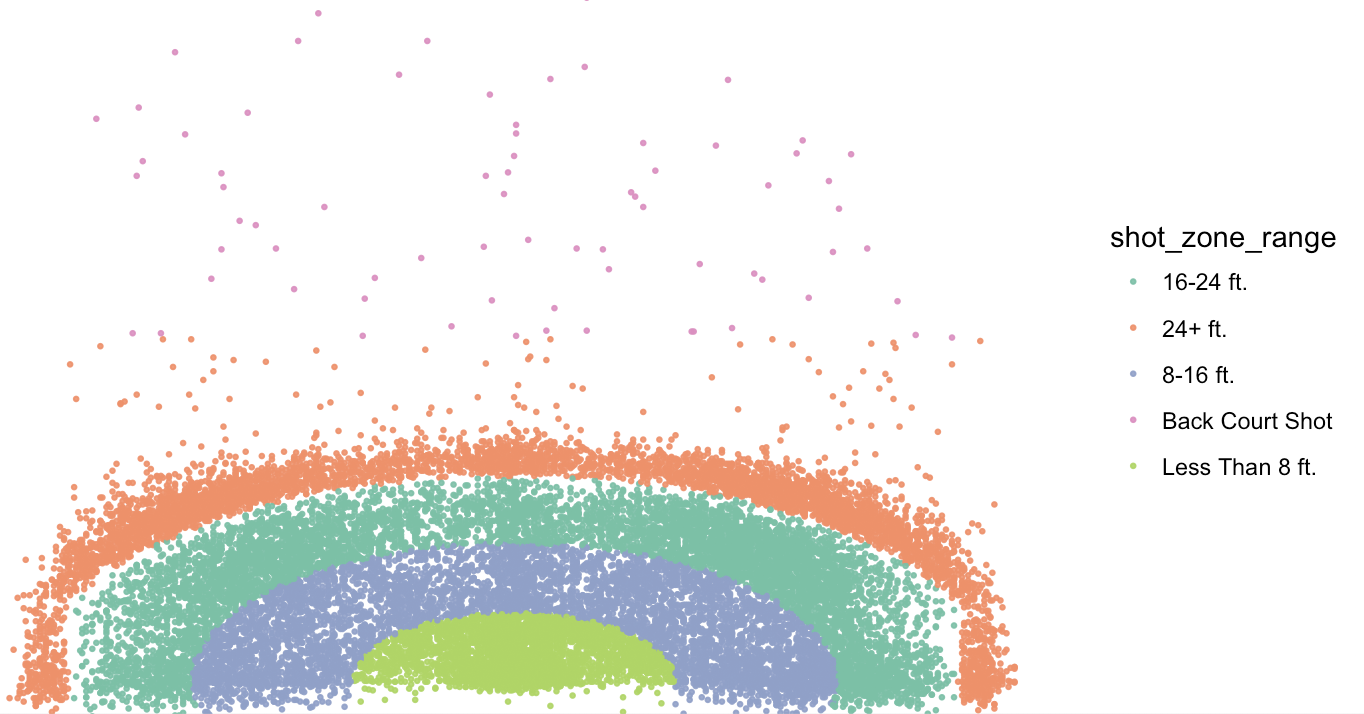 shot_zone_range
16-24 ft.
24+ ft.
8-16 ft.
Back Court Shot
Less Than 8 ft.